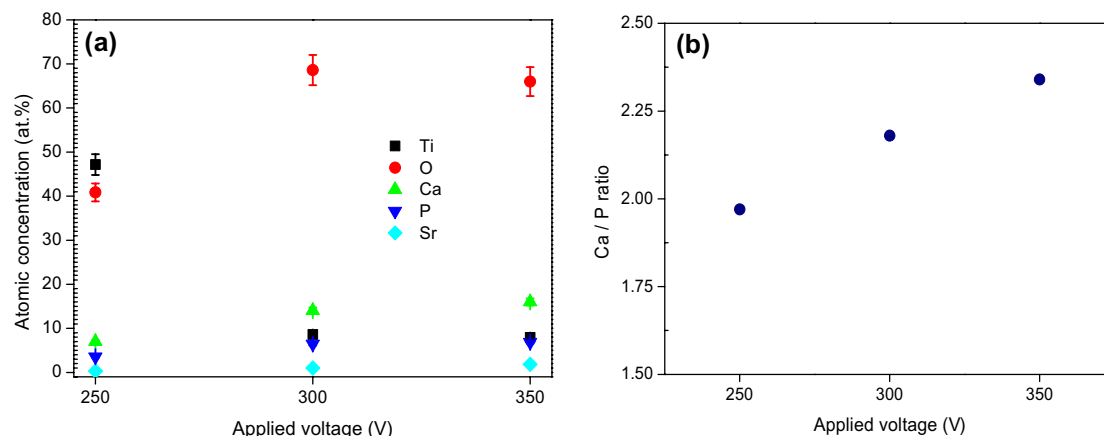 (a)
Atomic concentration (at.%)
80
70
60
50
40
30
20
10
0
Ti
O
Ca
P
Sr
250
300
350
Applied voltage (V)
(b)
Ca / P ratio
2.50
2.25
2.00
1.75
1.50
250
300
350
Applied voltage (V)